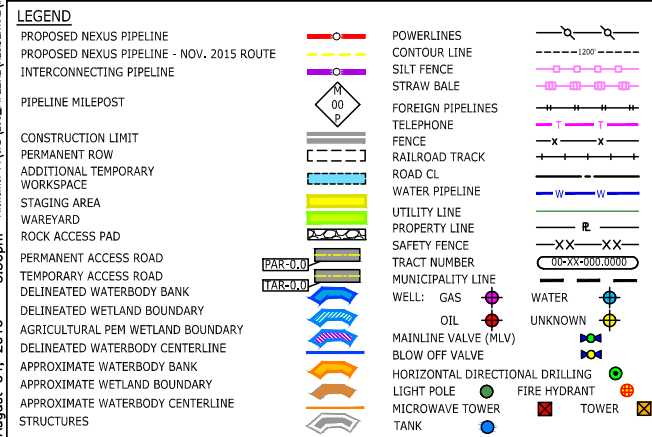 LEGEND
PROPOSED NEXUS PIPELINE
PROPOSED NEXUS PIPELINE - NOV. 2015 ROUTE
INTERCONNECTING PIPELINE
PIPELINE MILEPOST
M
00
P
CONSTRUCTION LIMIT
PERMANENT ROW
ADDITIONAL TEMPORARY
WORKSPACE
STAGING AREA
WAREYARD
ROCK ACCESS PAD
PERMANENT ACCESS ROAD
PAR-0.0
TEMPORARY ACCESS ROAD
TAR-0.0
DELINEATED WATERBODY BANK
DELINEATED WETLAND BOUNDARY
AGRICULTURAL PEM WETLAND BOUNDARY
DELINEATED WATERBODY CENTERLINE
APPROXIMATE WATERBODY BANK
APPROXIMATE WETLAND BOUNDARY
APPROXIMATE WATERBODY CENTERLINE
STRUCTURES
POWERLINES
CONTOUR LINE 1200'
SILT FENCE
STRAW BALE
FOREIGN PIPELINES
TELEPHONE T T
FENCE X X
RAILROAD TRACK
ROAD CL
WATER PIPELINE W W
UTILITY LINE
PROPERTY LINE PL
SAFETY FENCE XX XX
TRACT NUMBER 00-XX-000.0000
MUNICIPALITY LINE
WELL: GAS WATER
OIL UNKNOWN
MAINLINE VALVE (MLV)
BLOW OFF VALVE
HORIZONTAL DIRECTIONAL DRILLING
LIGHT POLE FIRE HYDRANT
MICROWAVE TOWER TOWER
TANK